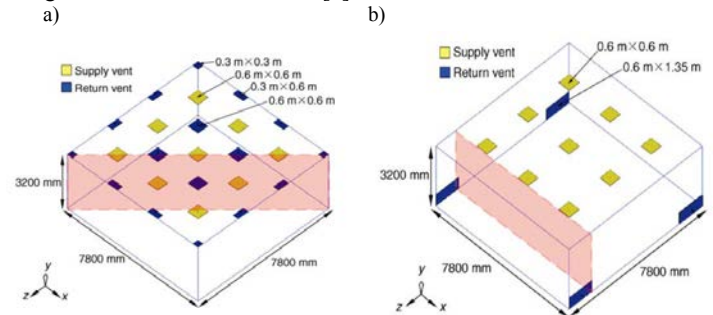 a)
b)
Supply vent
Return vent
0.3 m×0.3 m
0.6 m×0.6 m
0.3 m×0.6 m
0.6 m×0.6 m
3200 mm
7800 mm
7800 mm
y
z
x
Supply vent
Return vent
0.6 m×0.6 m
0.6 m×1.35 m
3200 mm
7800 mm
7800 mm
y
z
x